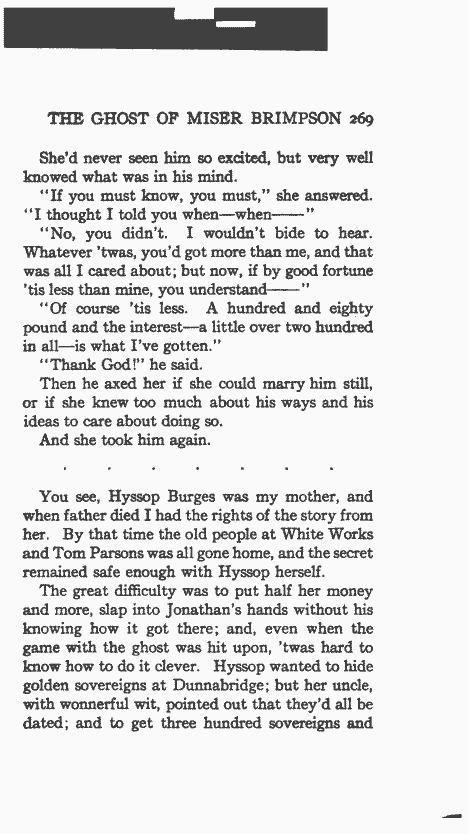 THE GHOST OF MISER BRIMPSON 269
She'd never seen him so excited, but very well
knowed what was in his mind.
"If you must know, you must," she answered.
"I thought I told you when—when——"
"No, you didn't. I wouldn't bide to hear.
Whatever 'twas, you'd got more than me, and that
was all I cared about; but now, if by good fortune
'tis less than mine, you understand——"
"Of course 'tis less. A hundred and eighty
pound and the interest—a little over two hundred
in all—is what I've gotten."
"Thank God!" he said.
Then he axed her if she could marry him still,
or if she knew too much about his ways and his
ideas to care about doing so.
And she took him again.
. . . . . . .
You see, Hyssop Burges was my mother, and
when father died I had the rights of the story from
her. By that time the old people at White Works
and Tom Parsons was all gone home, and the secret
remained safe enough with Hyssop herself.
The great difficulty was to put half her money
and more, slap into Jonathan's hands without his
knowing how it got there; and, even when the
game with the ghost was hit upon, 'twas hard to
know how to do it clever. Hyssop wanted to hide
golden sovereigns at Dunnabridge; but her uncle,
with wonnerful wit, pointed out that they'd all be
dated; and to get three hundred sovereigns and